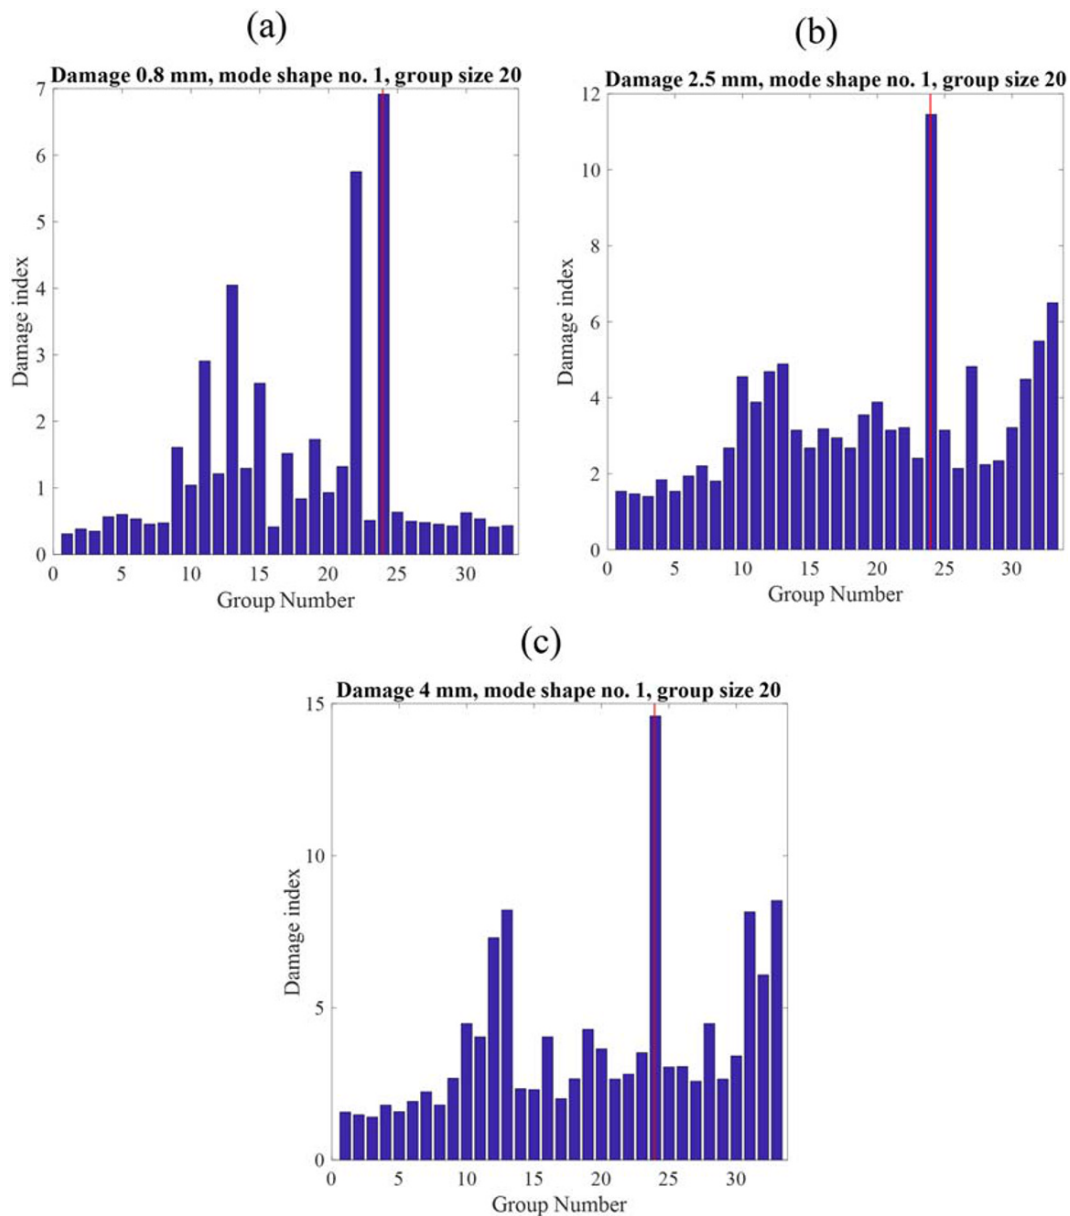 (a)
Damage 0.8 mm, mode shape no. 1, group size 20
7
6
5
4
3
2
1
0
Damage index
0 5 10 15 20 25 30
Group Number
(b)
Damage 2.5 mm, mode shape no. 1, group size 20
12
10
8
6
4
2
0
Damage index
0 5 10 15 20 25 30
Group Number
(c)
Damage 4 mm, mode shape no. 1, group size 20
15
10
5
0
Damage index
0 5 10 15 20 25 30
Group Number